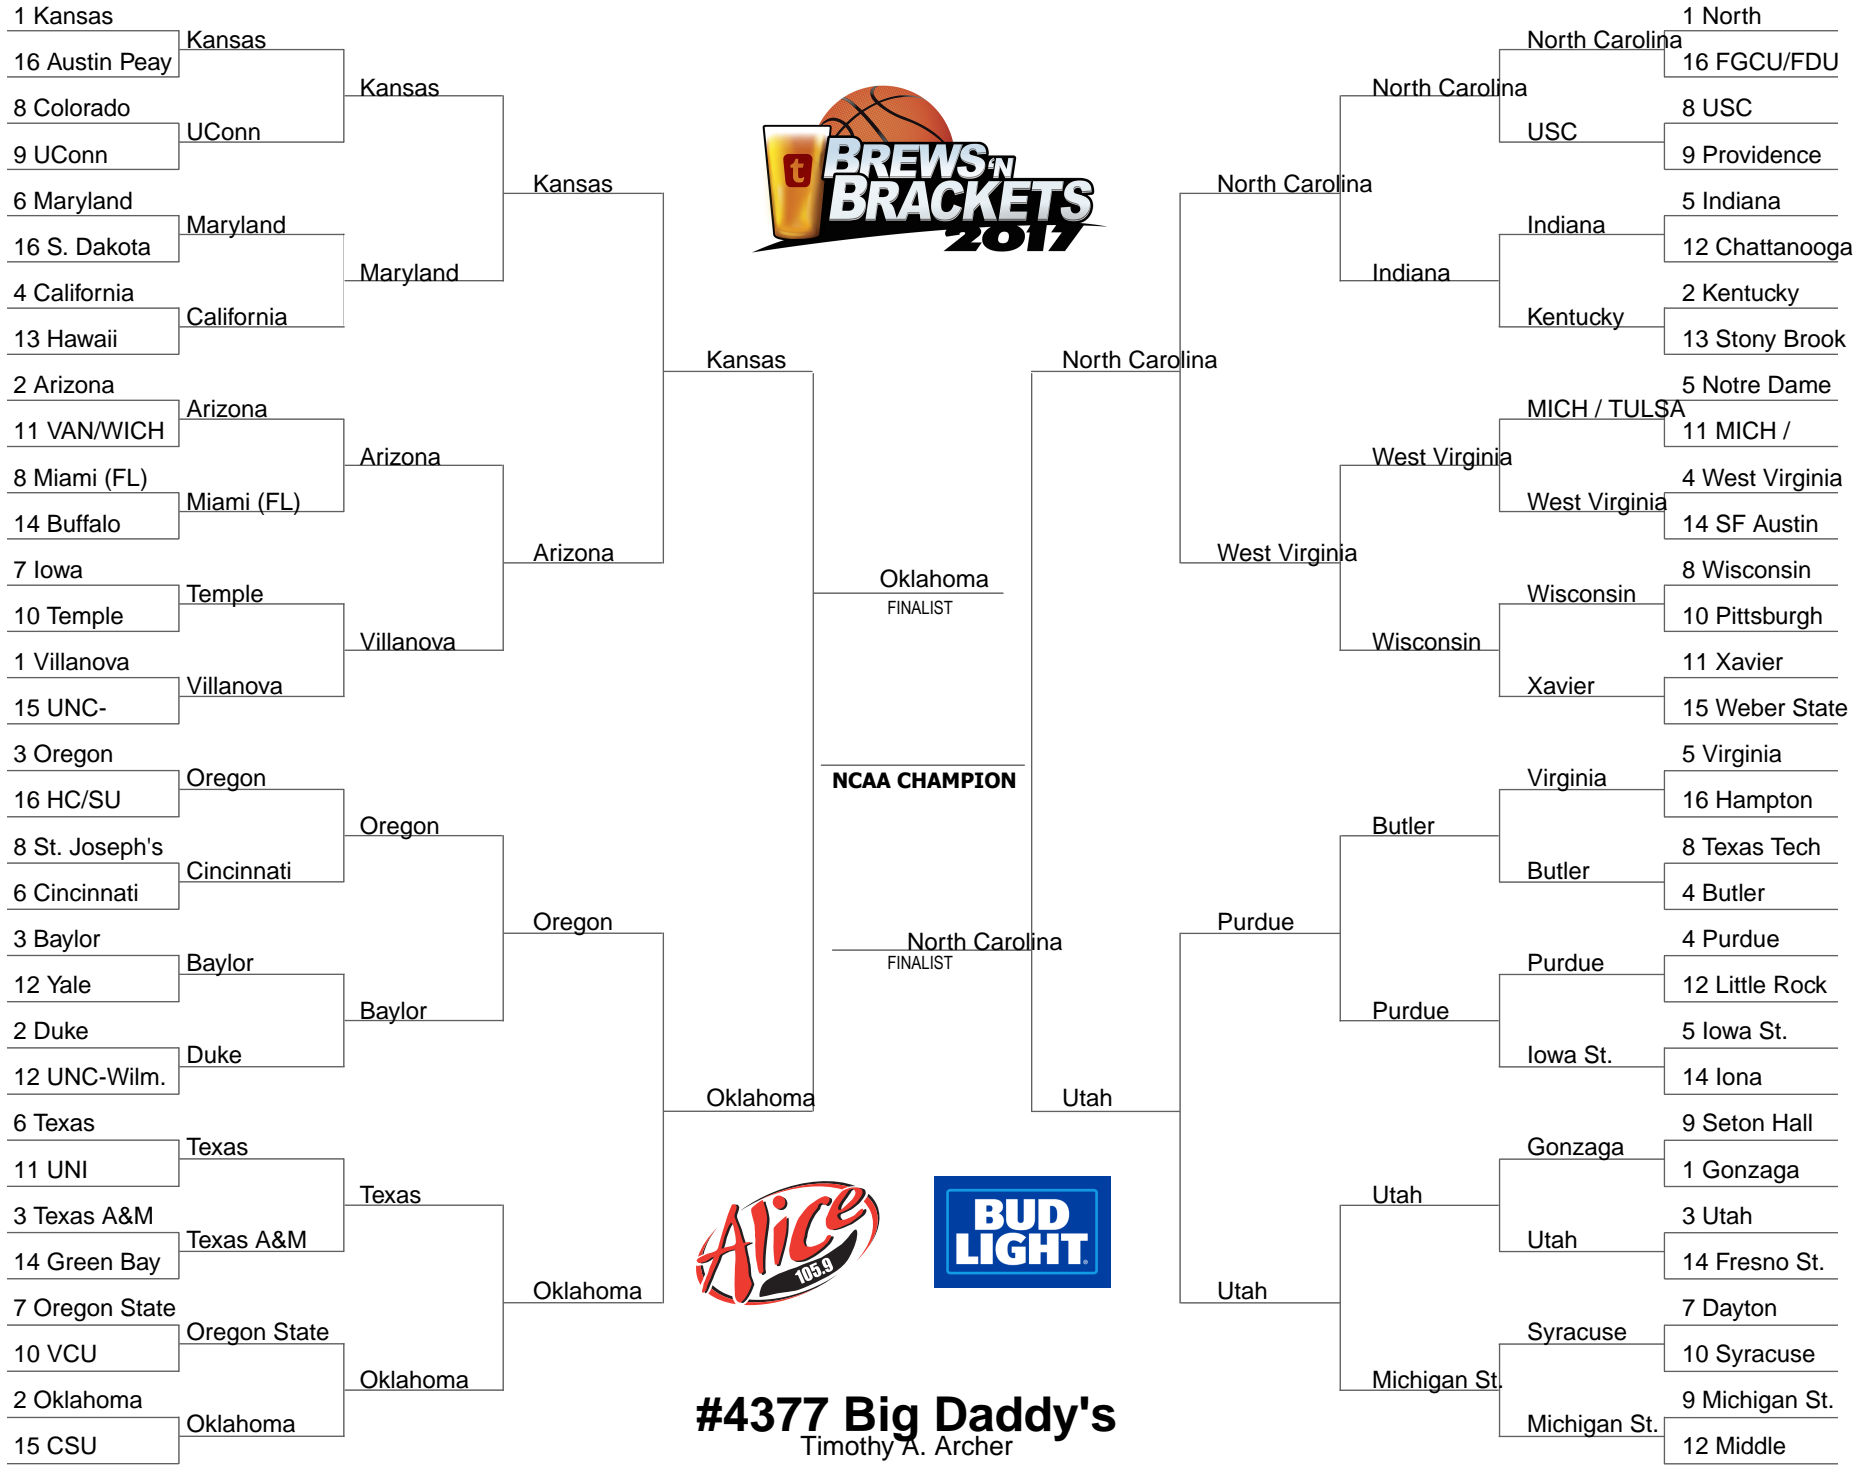 1 Kansas
16 Austin Peay
8 Colorado
9 UConn
6 Maryland
16 S. Dakota
4 California
13 Hawaii
2 Arizona
11 VAN/WICH
8 Miami (FL)
14 Buffalo
7 Iowa
10 Temple
1 Villanova
15 UNC-
3 Oregon
16 HC/SU
8 St. Joseph's
6 Cincinnati
3 Baylor
12 Yale
2 Duke
12 UNC-Wilm.
6 Texas
11 UNI
3 Texas A&M
14 Green Bay
7 Oregon State
10 VCU
2 Oklahoma
15 CSU
Kansas
UConn
Maryland
California
Arizona
Miami (FL)
Temple
Villanova
Oregon
Cincinnati
Baylor
Duke
Texas
Texas A&M
Oregon State
Oklahoma
Kansas
Maryland
Arizona
Villanova
Oregon
Baylor
Texas
Oklahoma
Kansas
Arizona
Oregon
Oklahoma
Kansas
Oklahoma
t
BREWS 'N
BRACKETS
2017
Oklahoma
FINALIST
NCAA CHAMPION
North Carolina
FINALIST
Alice
105.9
BUD
LIGHT
#4377 Big Daddy's
Timothy A. Archer
North Carolina
Utah
North Carolina
West Virginia
Purdue
Utah
North Carolina
Indiana
West Virginia
Wisconsin
Butler
Purdue
Utah
Michigan St.
North Carolina
USC
Indiana
Kentucky
MICH / TULSA
West Virginia
Wisconsin
Xavier
Virginia
Butler
Purdue
Iowa St.
Gonzaga
Utah
Syracuse
Michigan St.
1 North
16 FGCU/FDU
8 USC
9 Providence
5 Indiana
12 Chattanooga
2 Kentucky
13 Stony Brook
5 Notre Dame
11 MICH /
4 West Virginia
14 SF Austin
8 Wisconsin
10 Pittsburgh
11 Xavier
15 Weber State
5 Virginia
16 Hampton
8 Texas Tech
4 Butler
4 Purdue
12 Little Rock
5 Iowa St.
14 Iona
9 Seton Hall
1 Gonzaga
3 Utah
14 Fresno St.
7 Dayton
10 Syracuse
9 Michigan St.
12 Middle